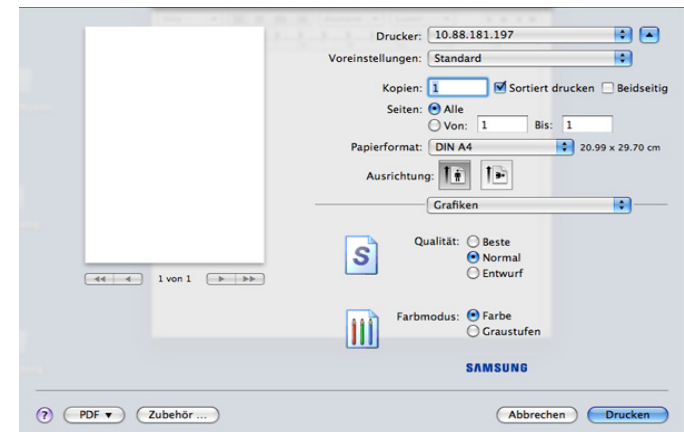 Drucker: 10.88.181.197
Voreinstellungen: Standard
Kopien: 1 Sortiert drucken Beidseitig
Seiten: Alle
Von: 1 Bis: 1
Papierformat: DIN A4 20.99 x 29.70 cm
Ausrichtung:
Grafiken
Qualität: Beste
Normal
Entwurf
S
1 von 1
Farbmodus: Farbe
Graustufen
SAMSUNG
? PDF Zubehör ... Abbrechen Drucken